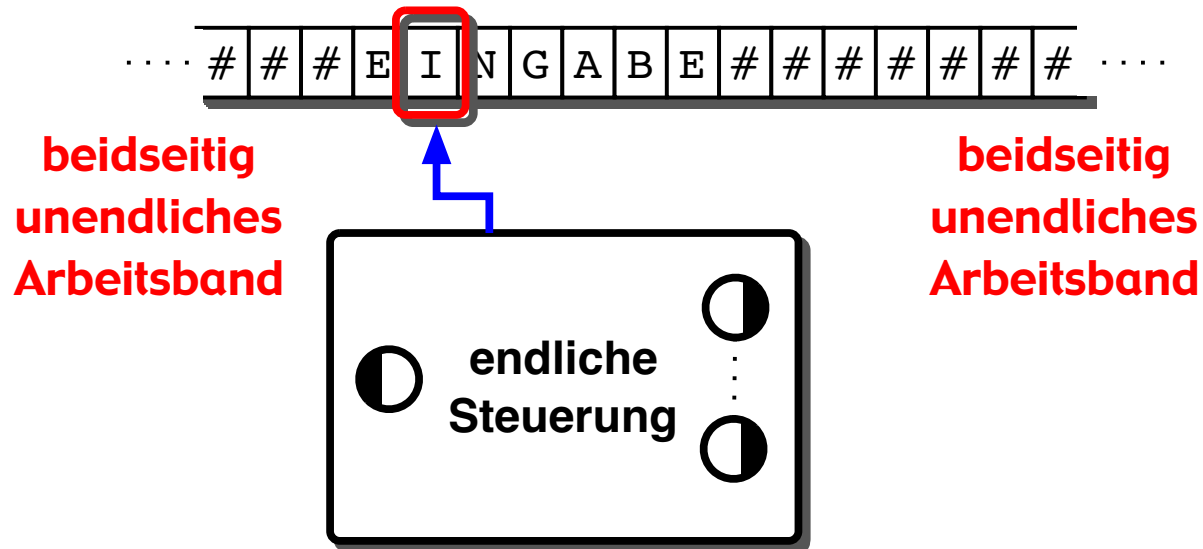 ····###EINGABE#######····
beidseitig
unendliches
Arbeitsband
beidseitig
unendliches
Arbeitsband
endliche
Steuerung